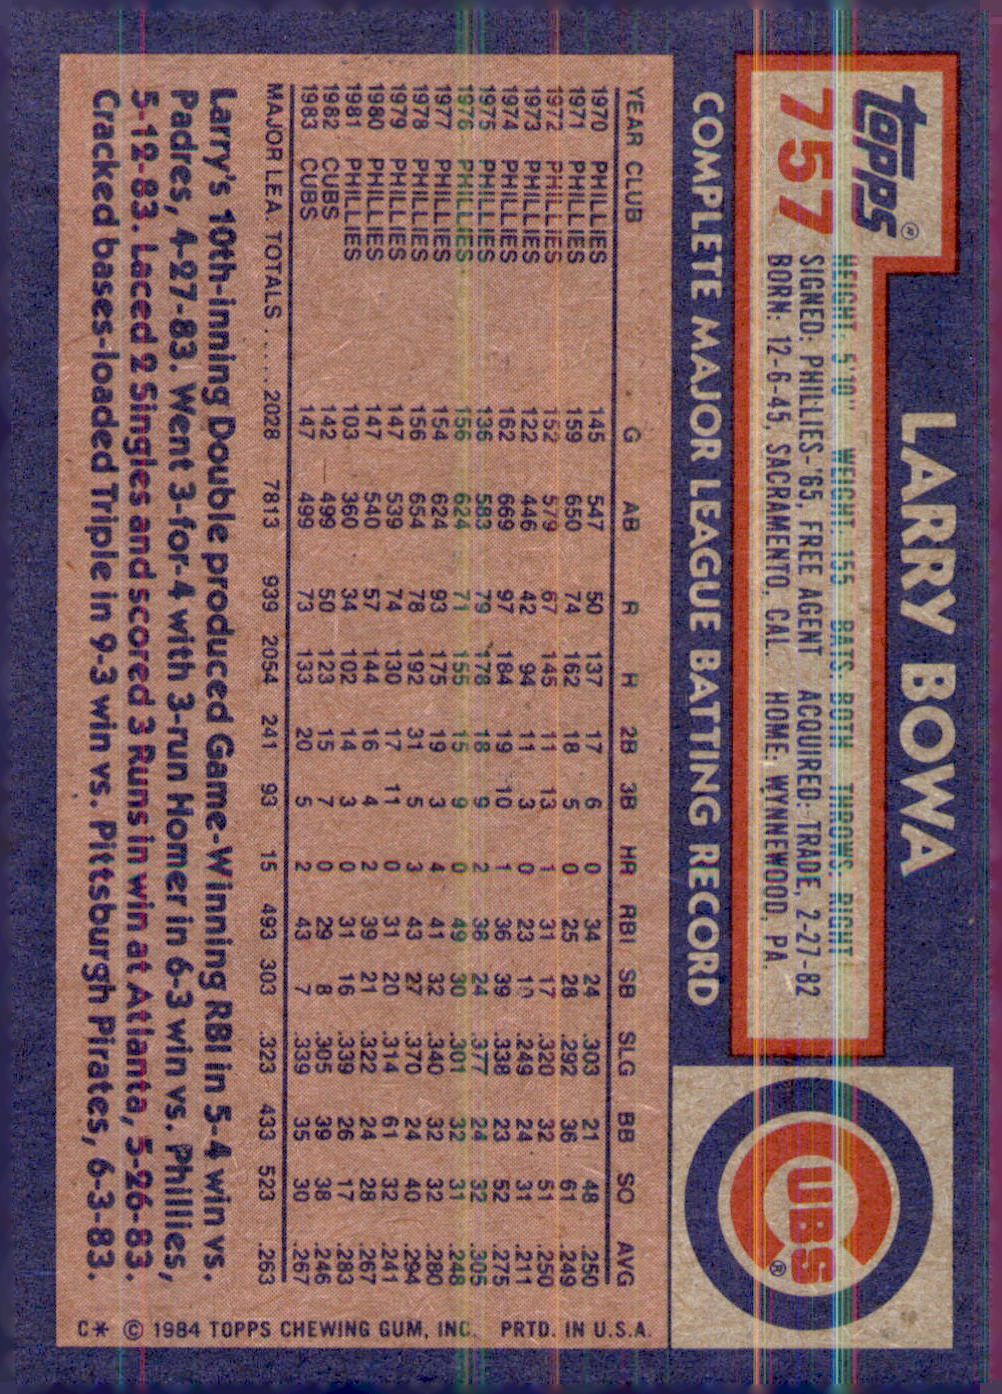 Topps®
757
LARRY BOWA
HEIGHT: 5'10" WEIGHT: 155 BATS: BOTH THROWS: RIGHT
SIGNED: PHILLIES-'65, FREE AGENT ACQUIRED: TRADE, 2-27-82
BORN: 12-6-45, SACRAMENTO, CAL. HOME: WYNNEWOOD, PA.
CUBS®
COMPLETE MAJOR LEAGUE BATTING RECORD
YEAR CLUB G AB R H 2B 3B HR RBI SB SLG BB SO AVG
1970 PHILLIES 145 547 50 137 17 6 0 34 24 .303 21 48 .250
1971 PHILLIES 159 650 74 162 18 5 0 25 28 .292 36 61 .249
1972 PHILLIES 152 579 67 145 11 13 1 31 17 .320 32 51 .250
1973 PHILLIES 122 446 42 94 11 3 0 23 10 .249 24 31 .211
1974 PHILLIES 162 669 97 184 19 10 1 36 39 .338 23 52 .275
1975 PHILLIES 136 583 79 178 18 9 2 38 24 .377 24 32 .305
1976 PHILLIES 156 624 71 155 15 9 0 49 30 .301 32 31 .248
1977 PHILLIES 154 624 93 175 19 3 4 41 32 .340 32 32 .280
1978 PHILLIES 156 654 78 192 31 5 3 43 27 .370 24 40 .294
1979 PHILLIES 147 539 74 130 17 11 0 31 20 .314 61 32 .241
1980 PHILLIES 147 540 57 144 16 4 2 39 21 .322 24 28 .267
1981 PHILLIES 103 360 34 102 14 3 0 31 16 .339 26 17 .283
1982 CUBS 142 499 50 123 15 7 0 29 8 .305 39 38 .246
1983 CUBS 147 499 73 133 20 5 2 43 7 .339 35 30 .267
MAJOR LEA. TOTALS ..... 2028 7813 939 2054 241 93 15 493 303 .323 433 523 .263
Larry's 10th-inning Double produced Game-Winning RBI in 5-4 win vs.
Padres, 4-27-83. Went 3-for-4 with 3-run Homer in 6-3 win vs. Phillies,
5-12-83. Laced 2 Singles and scored 3 Runs in win at Atlanta, 5-26-83.
Cracked bases-loaded Triple in 9-3 win vs. Pittsburgh Pirates, 6-3-83.
C* © 1984 TOPPS CHEWING GUM, INC. PRTD. IN U.S.A.